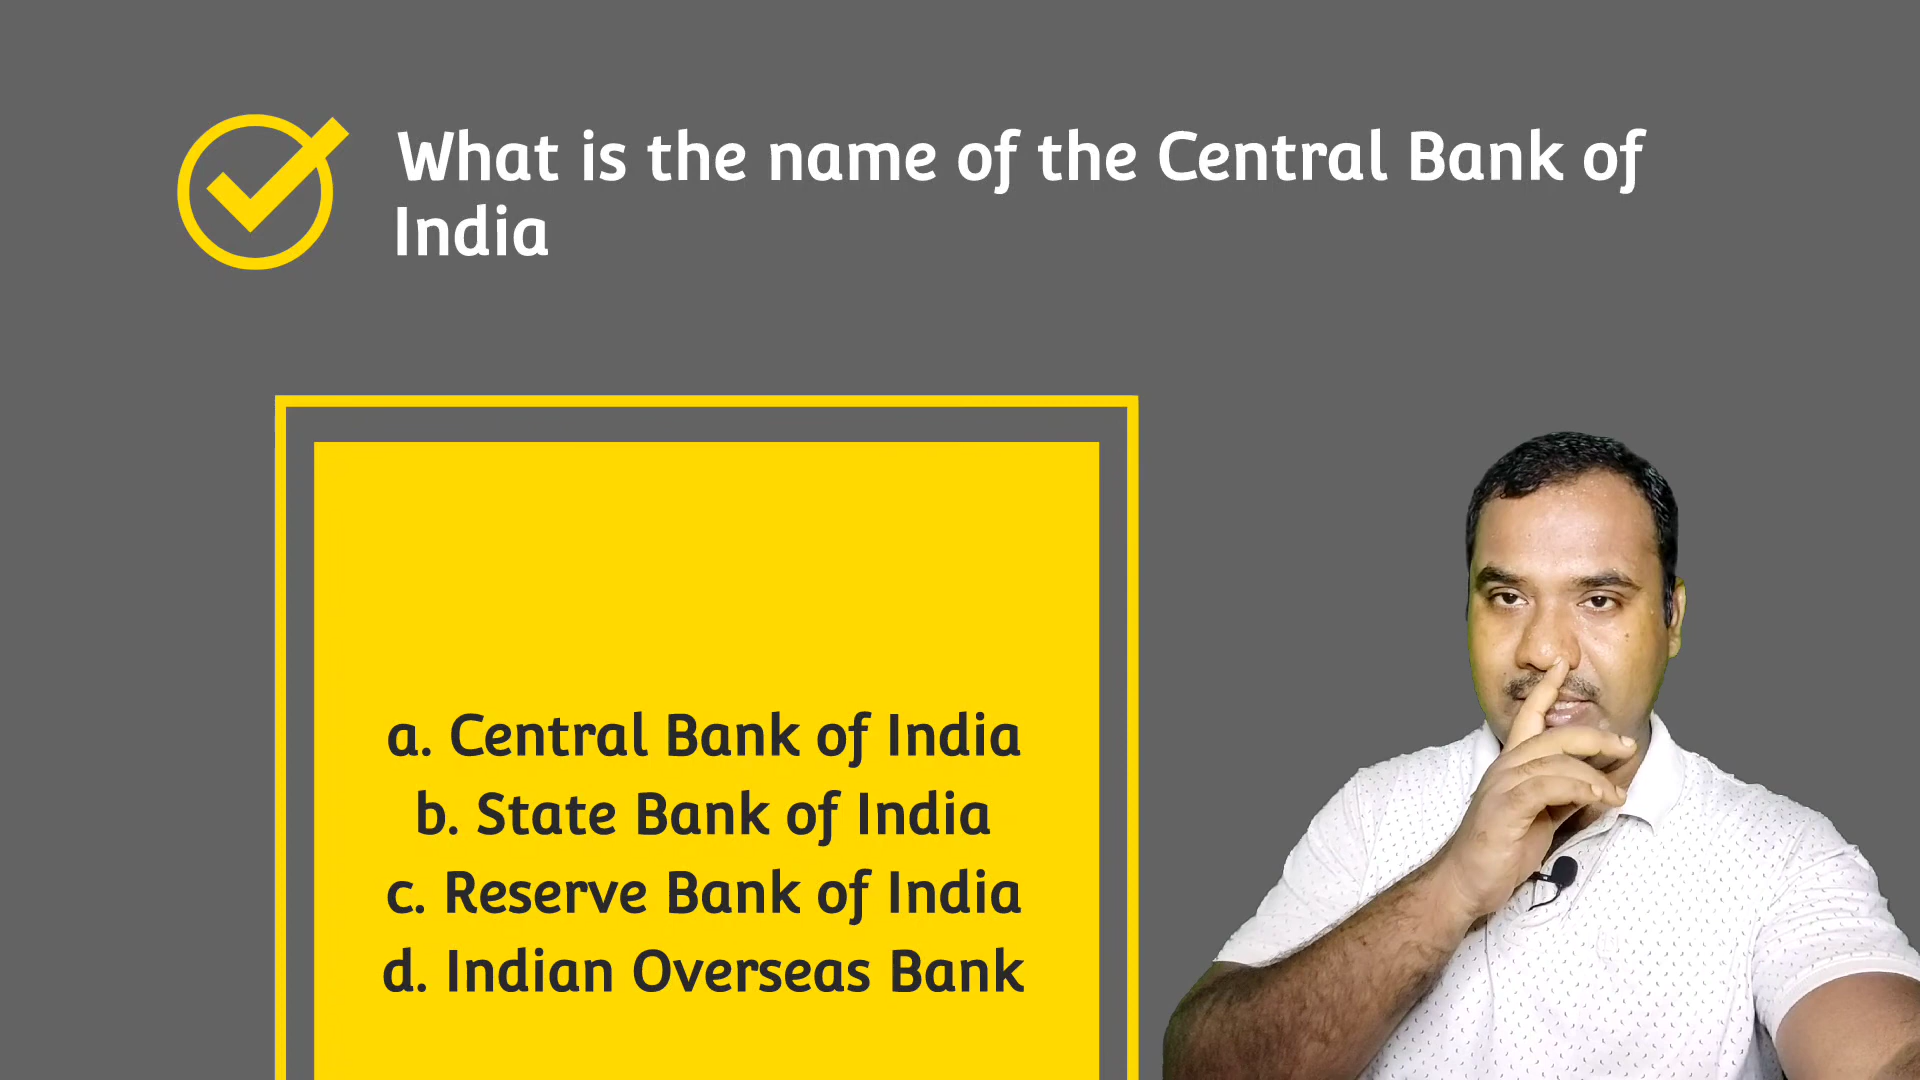 What is the name of the Central Bank of
India
a. Central Bank of India
b. State Bank of India
c. Reserve Bank of India
d. Indian Overseas Bank